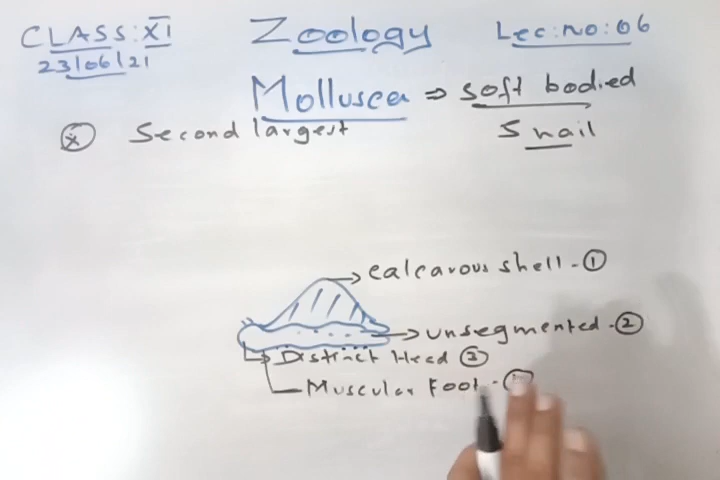 CLASS: XI Zoology Lec: no: 06
23/06/21
Mollusca ⇒ soft bodied
* Second largest Snail
calcarous shell - 1
unsegmented - 2
Distinct Head 3
Muscular Foot -